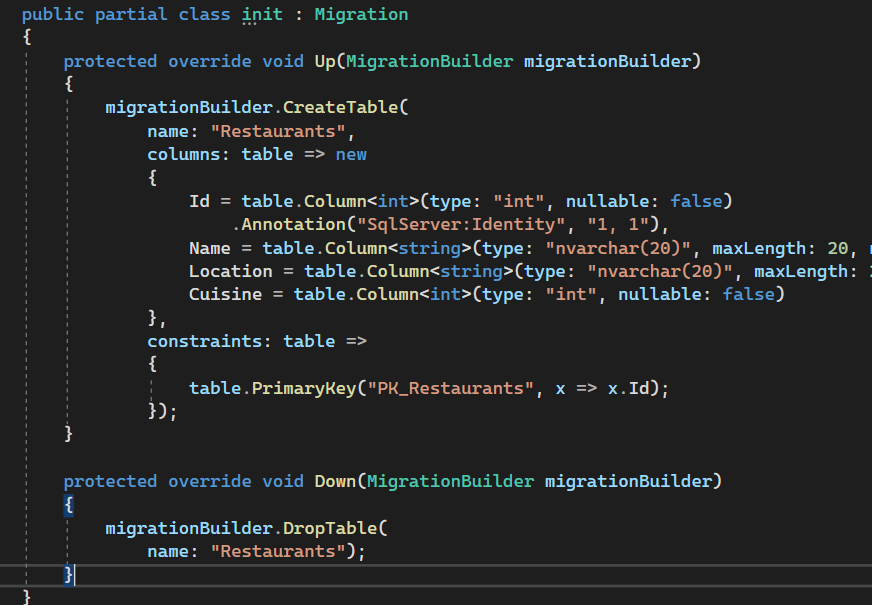 public partial class init : Migration
{
protected override void Up(MigrationBuilder migrationBuilder)
{
migrationBuilder.CreateTable(
name: "Restaurants",
columns: table => new
{
Id = table.Column<int>(type: "int", nullable: false)
.Annotation("SqlServer:Identity", "1, 1"),
Name = table.Column<string>(type: "nvarchar(20)", maxLength: 20,
Location = table.Column<string>(type: "nvarchar(20)", maxLength:
Cuisine = table.Column<int>(type: "int", nullable: false)
},
constraints: table =>
{
table.PrimaryKey("PK_Restaurants", x => x.Id);
});
}
protected override void Down(MigrationBuilder migrationBuilder)
{
migrationBuilder.DropTable(
name: "Restaurants");
}
}